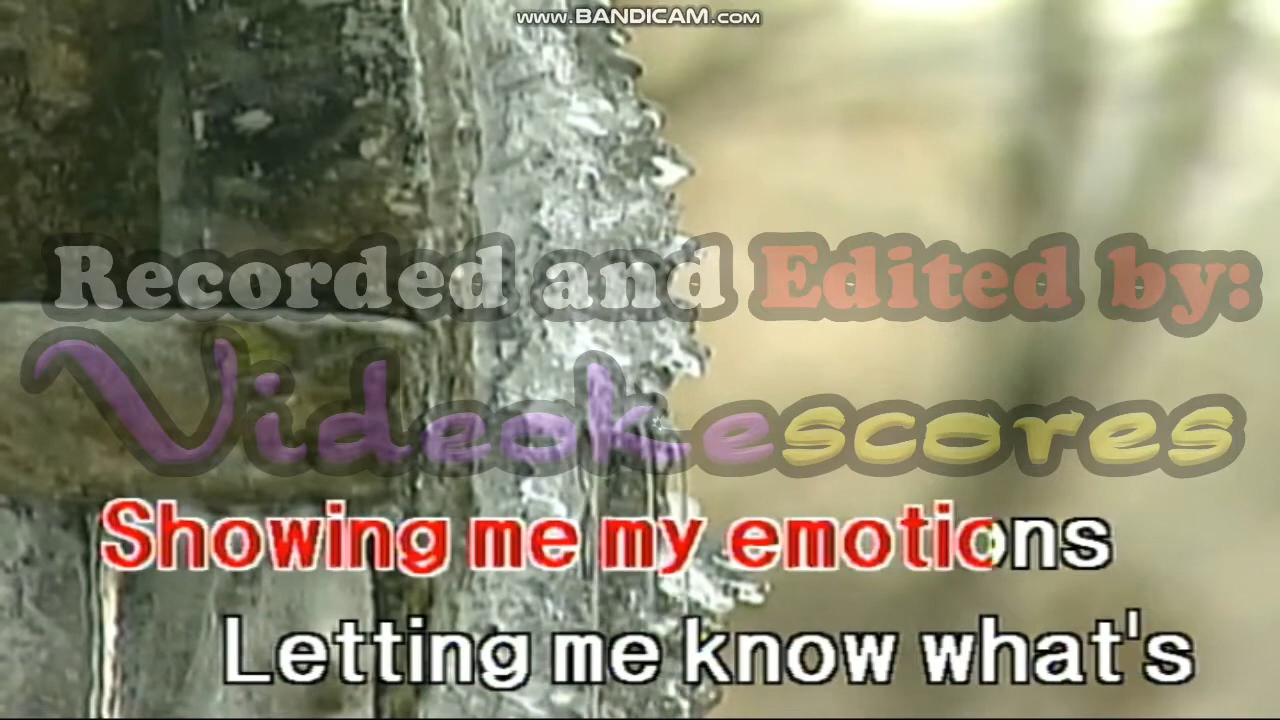 www.BANDICAM.com
Recorded and Edited by:
Videokescores
Showing me my emotions
Letting me know what's